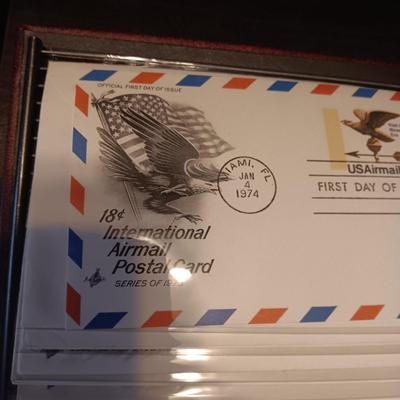 OFFICIAL FIRST DAY OF ISSUE
MIAMI, FL
JAN
4
1974
USAirmail
FIRST DAY OF
18¢
International
Airmail
Postal Card
SERIES OF 197